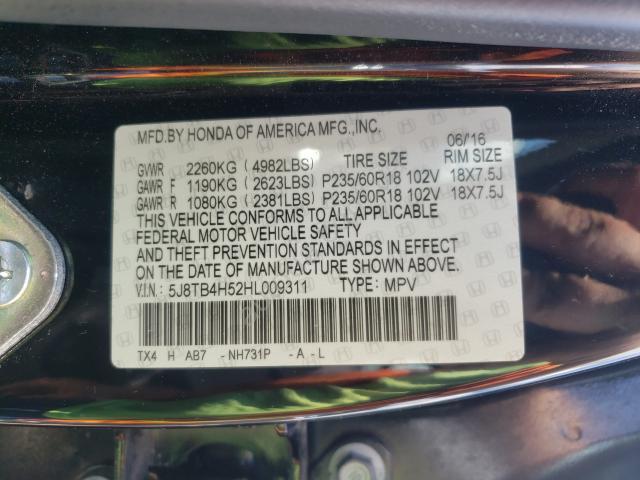 MFD.BY HONDA OF AMERICA MFG.,INC. 06/16
GVWR 2260KG (4982LBS) TIRE SIZE RIM SIZE
GAWR F 1190KG (2623LBS) P235/60R18 102V 18X7.5J
GAWR R 1080KG (2381LBS) P235/60R18 102V 18X7.5J
THIS VEHICLE CONFORMS TO ALL APPLICABLE
FEDERAL MOTOR VEHICLE SAFETY
AND THEFT PREVENTION STANDARDS IN EFFECT
ON THE DATE OF MANUFACTURE SHOWN ABOVE.
V.I.N.: 5J8TB4H52HL009311 TYPE: MPV
TX4 H AB7 -NH731P -A-L